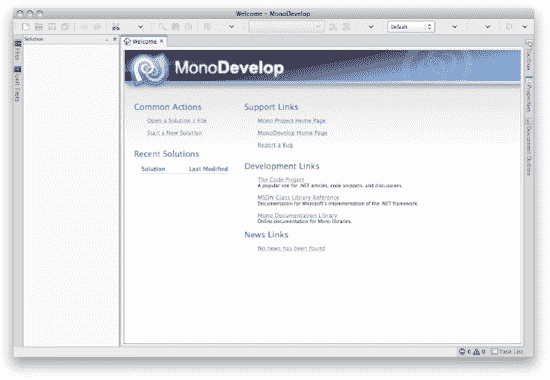 Welcome - MonoDevelop
Default
Solution
Welcome
Files
Unit Tests
MonoDevelop
Common Actions
Open a Solution / File
Start a New Solution
Recent Solutions
Solution Last Modified
Support Links
Mono Project Home Page
MonoDevelop Home Page
Report a Bug
Development Links
The Code Project
A popular site for .NET articles, code snippets, and discussions.
MSDN Class Library Reference
Documentation for Microsoft's implementation of the .NET framework.
Mono Documentation Library
Online documentation for Mono libraries.
News Links
No news has been found
Toolbox
Properties
Document Outline
0
0
Task List